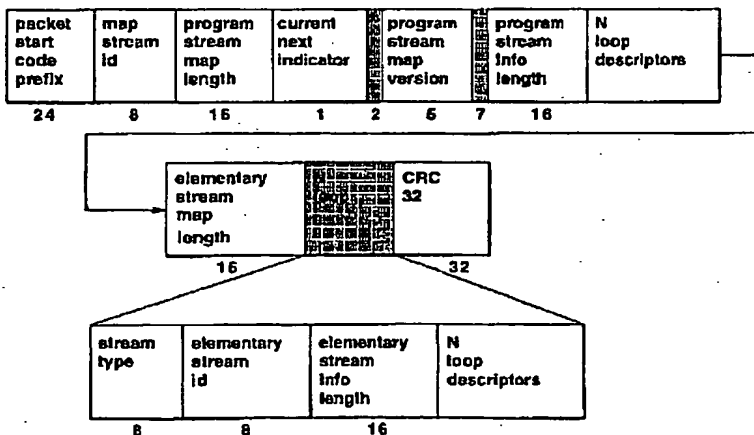 packet
start
code
prefix
map
stream
id
program
stream
map
length
current
next
indicator
program
stream
map
version
program
stream
info
length
N
loop
descriptors
24 8 16 1 2 5 7 16
elementary
stream
map
length
CRC
32
16 32
stream
type
elementary
stream
id
elementary
stream
info
length
N
loop
descriptors
8 8 16